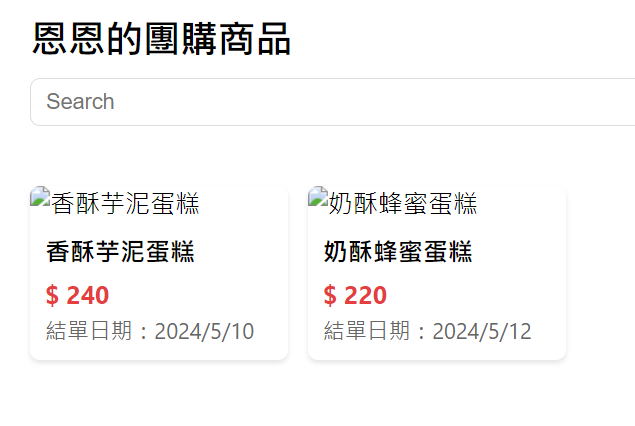 恩恩的團購商品
Search
香酥芋泥蛋糕
香酥芋泥蛋糕
$ 240
結單日期：2024/5/10
奶酥蜂蜜蛋糕
奶酥蜂蜜蛋糕
$ 220
結單日期：2024/5/12